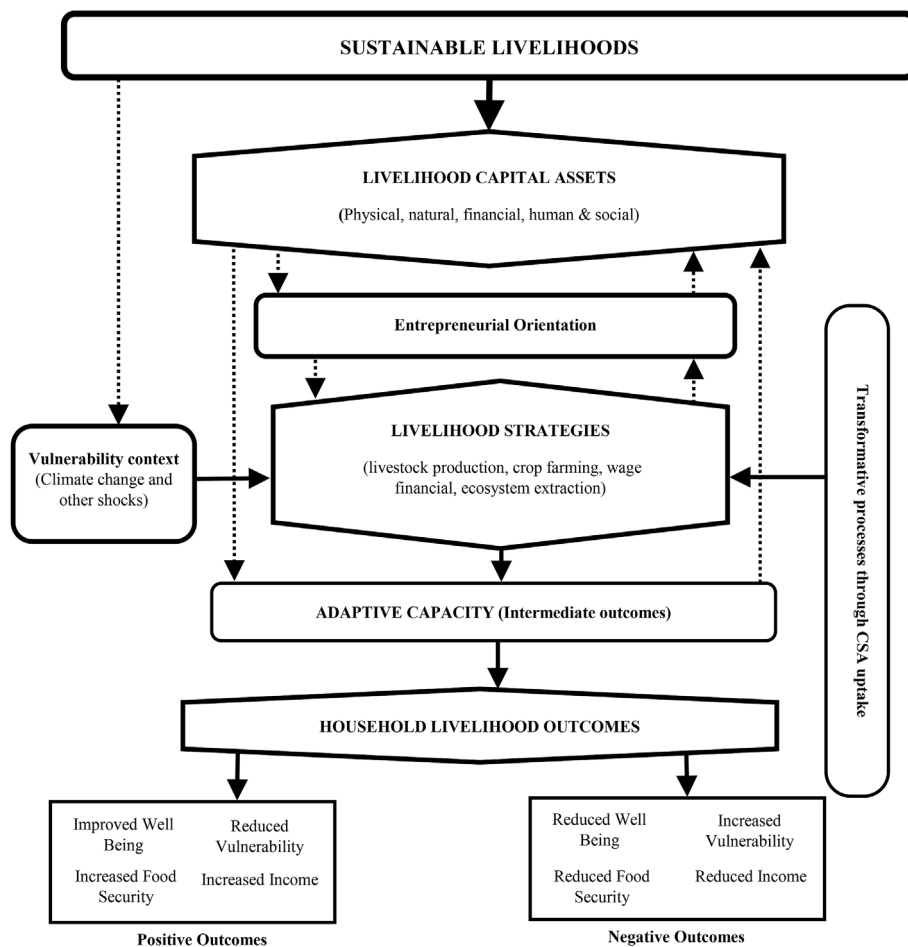 SUSTAINABLE LIVELIHOODS
LIVELIHOOD CAPITAL ASSETS
(Physical, natural, financial, human & social)
Entrepreneurial Orientation
LIVELIHOOD STRATEGIES
(livestock production, crop farming, wage
financial, ecosystem extraction)
Vulnerability context
(Climate change and
other shocks)
Transformative processes through CSA uptake
ADAPTIVE CAPACITY (Intermediate outcomes)
HOUSEHOLD LIVELIHOOD OUTCOMES
Improved Well
Being
Reduced
Vulnerability
Increased Food
Security
Increased Income
Positive Outcomes
Reduced Well
Being
Increased
Vulnerability
Reduced Food
Security
Reduced Income
Negative Outcomes